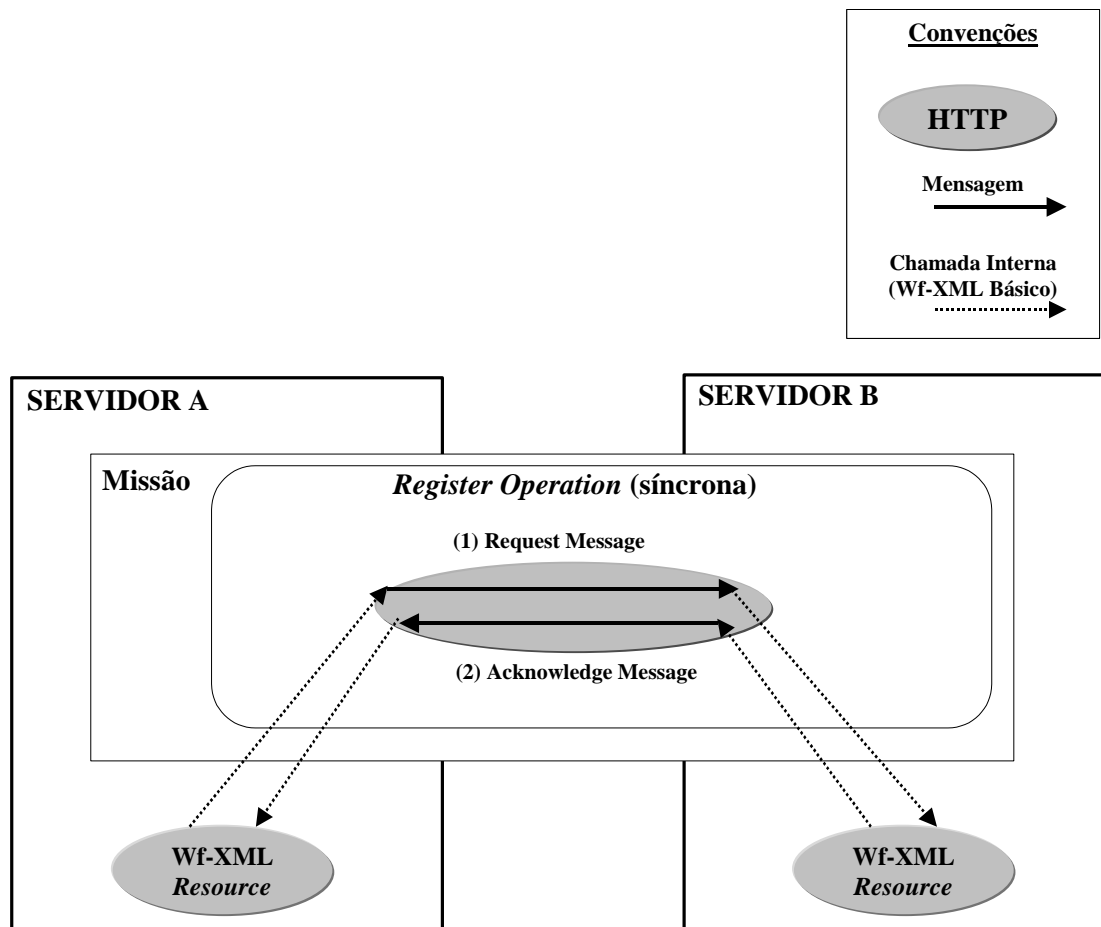 Convenções
HTTP
Mensagem
Chamada Interna
(Wf-XML Básico)
SERVIDOR A
SERVIDOR B
Missão
Register Operation (síncrona)
(1) Request Message
(2) Acknowledge Message
Wf-XML
Resource
Wf-XML
Resource